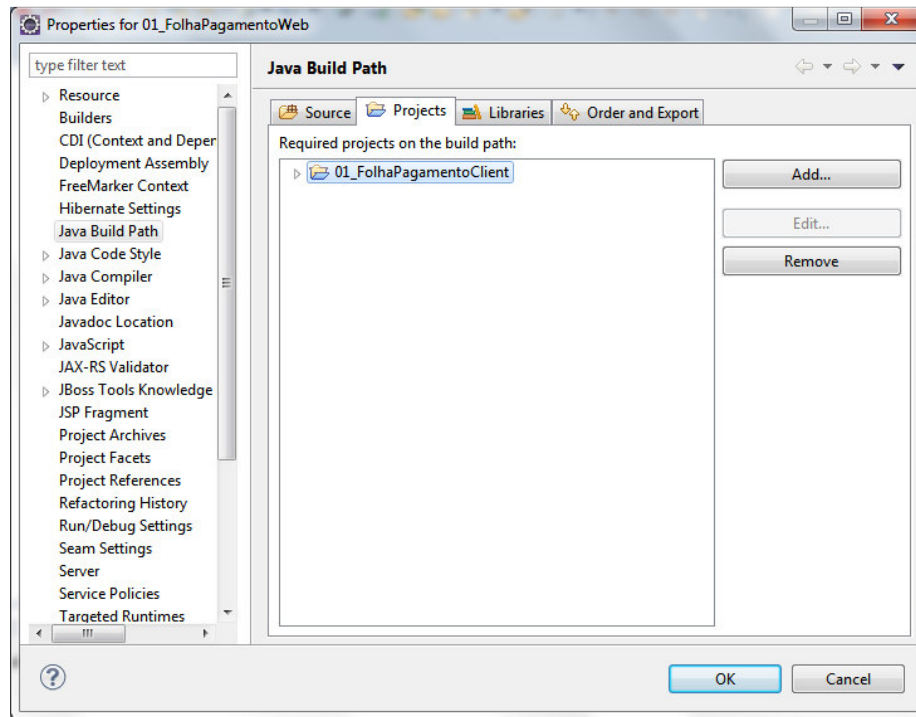 Properties for 01_FolhaPagamentoWeb
type filter text
Resource
Builders
CDI (Context and Deper
Deployment Assembly
FreeMarker Context
Hibernate Settings
Java Build Path
Java Code Style
Java Compiler
Java Editor
Javadoc Location
JavaScript
JAX-RS Validator
JBoss Tools Knowledge
JSP Fragment
Project Archives
Project Facets
Project References
Refactoring History
Run/Debug Settings
Seam Settings
Server
Service Policies
Targeted Runtimes
Java Build Path
Source Projects Libraries Order and Export
Required projects on the build path:
01_FolhaPagamentoClient
Add...
Edit...
Remove
?
OK Cancel